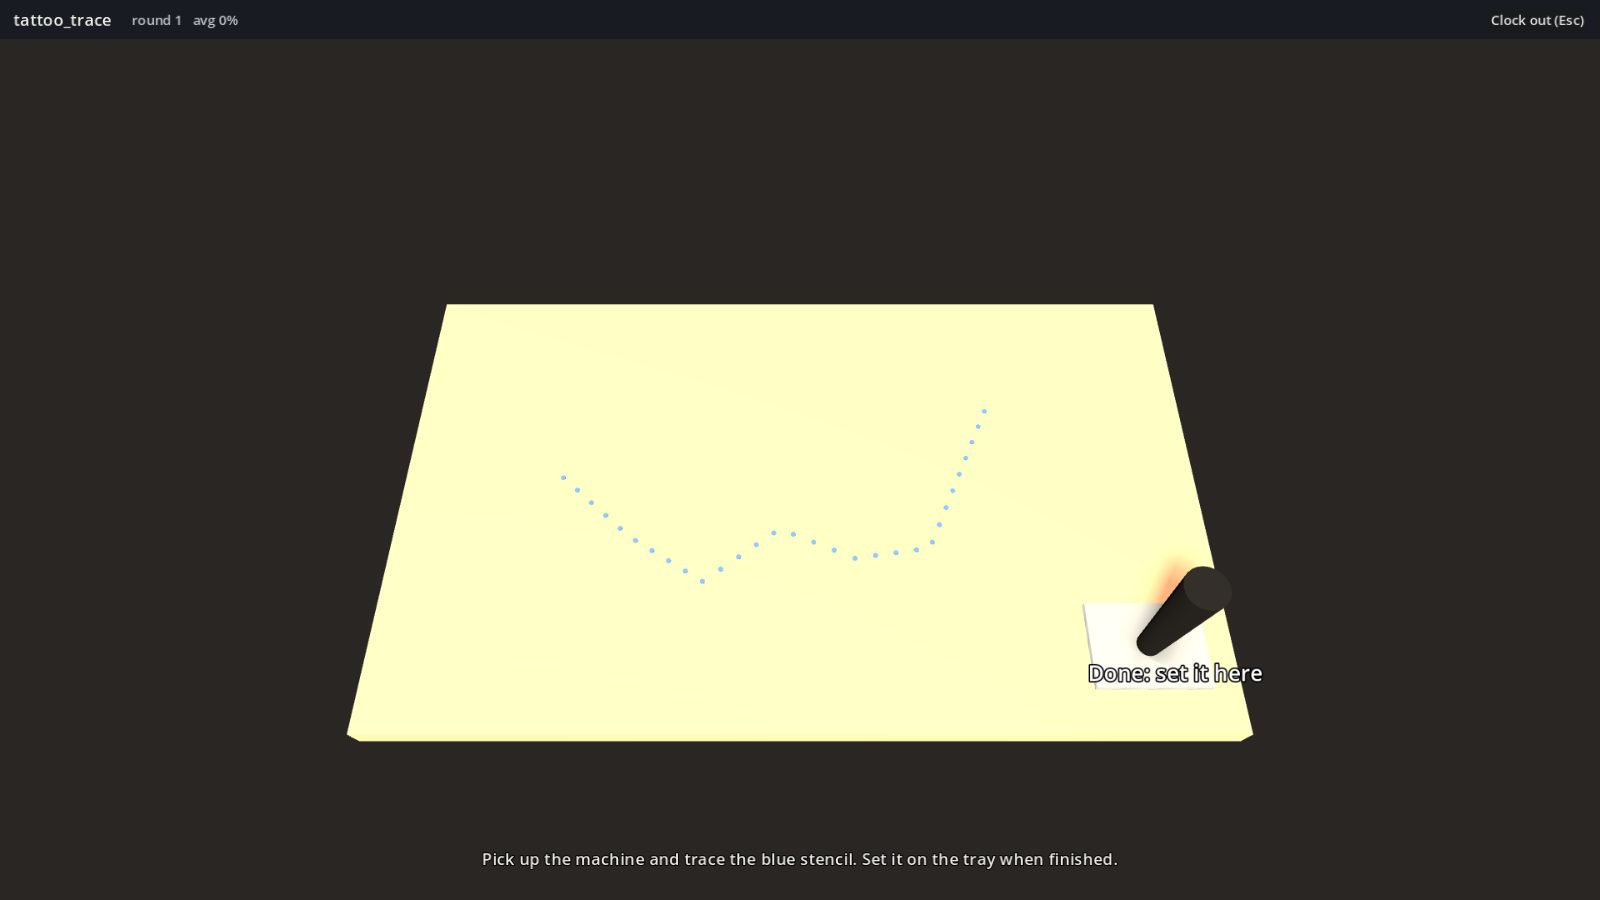 tattoo_trace round 1 avg 0% Clock out (Esc)
Done: set it here
Pick up the machine and trace the blue stencil. Set it on the tray when finished.